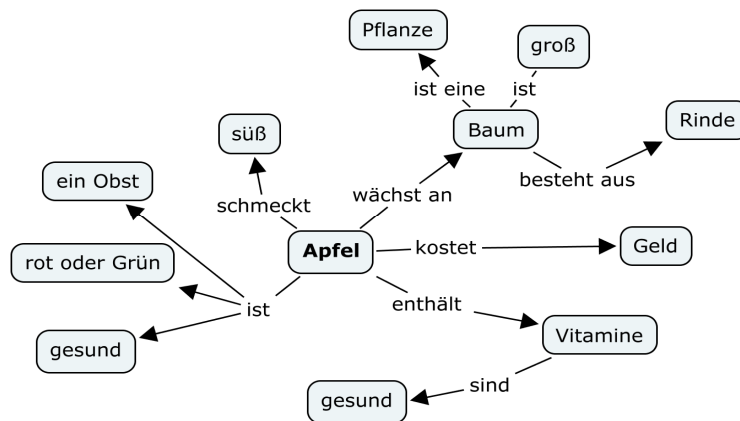 Pflanze
groß
ist eine
ist
Rinde
süß
Baum
besteht aus
ein Obst
schmeckt
wächst an
Apfel
kostet
Geld
rot oder Grün
ist
enthält
Vitamine
gesund
sind
gesund